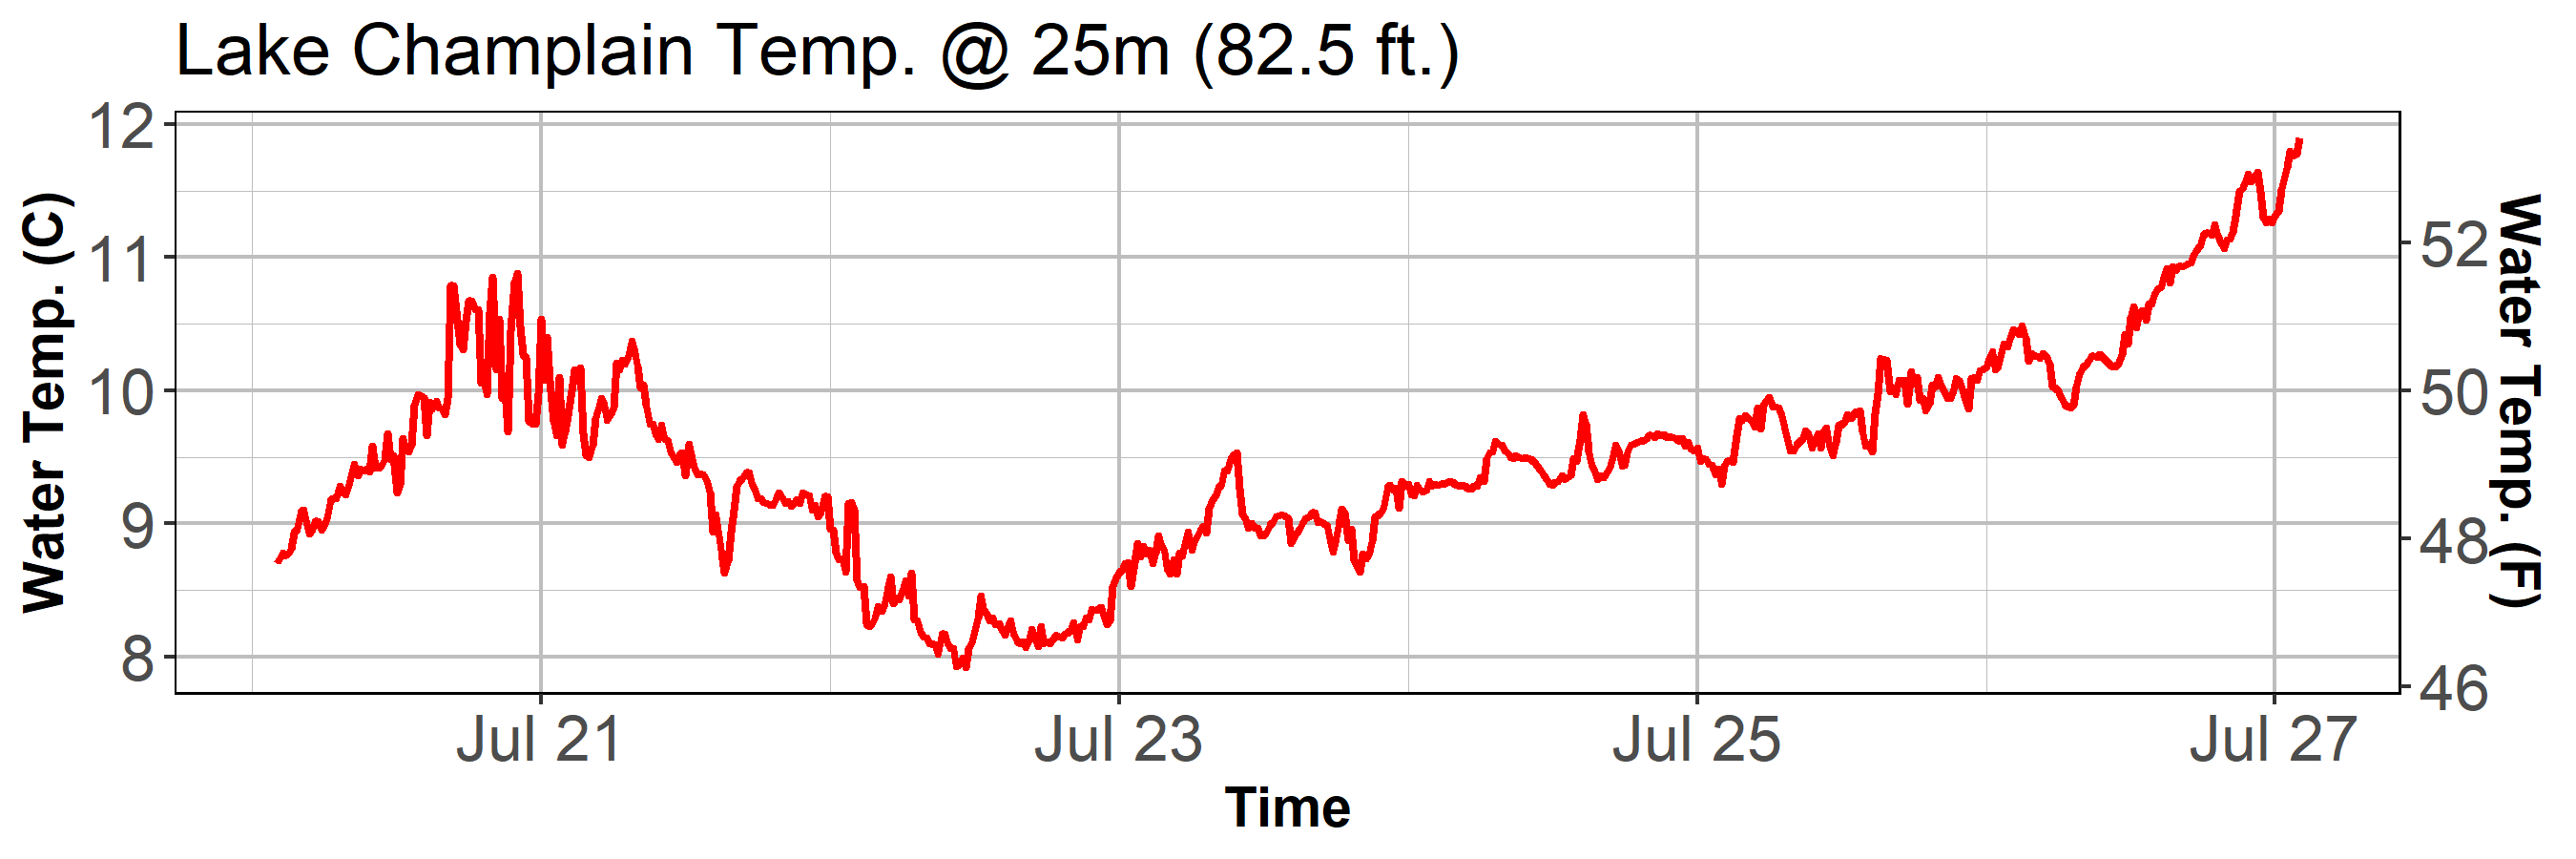 Lake Champlain Temp. @ 25m (82.5 ft.)
Water Temp. (C)
12
11
10
9
8
52
50
48
46
Water Temp. (F)
Jul 21 Jul 23 Jul 25 Jul 27
Time